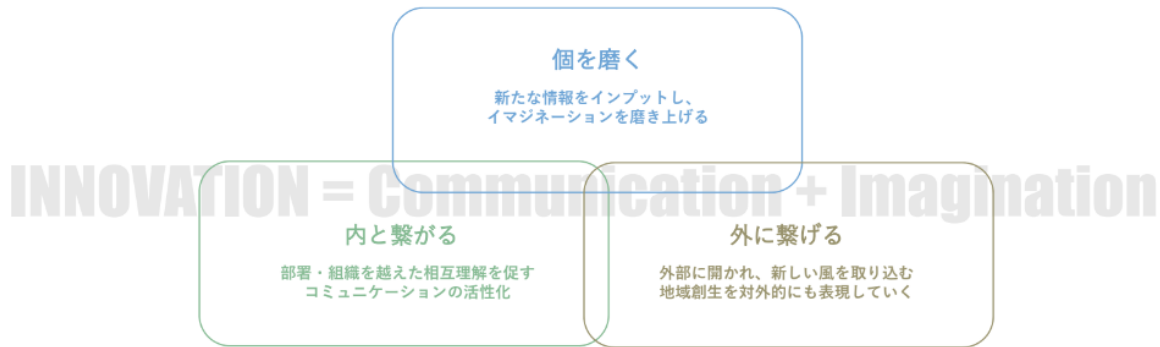 個を磨く
新たな情報をインプットし、
イマジネーションを磨き上げる
INNOVATION = Communication + Imagination
内と繋がる
部署・組織を越えた相互理解を促す
コミュニケーションの活性化
外に繋げる
外部に開かれ、新しい風を取り込む
地域創生を対外的にも表現していく